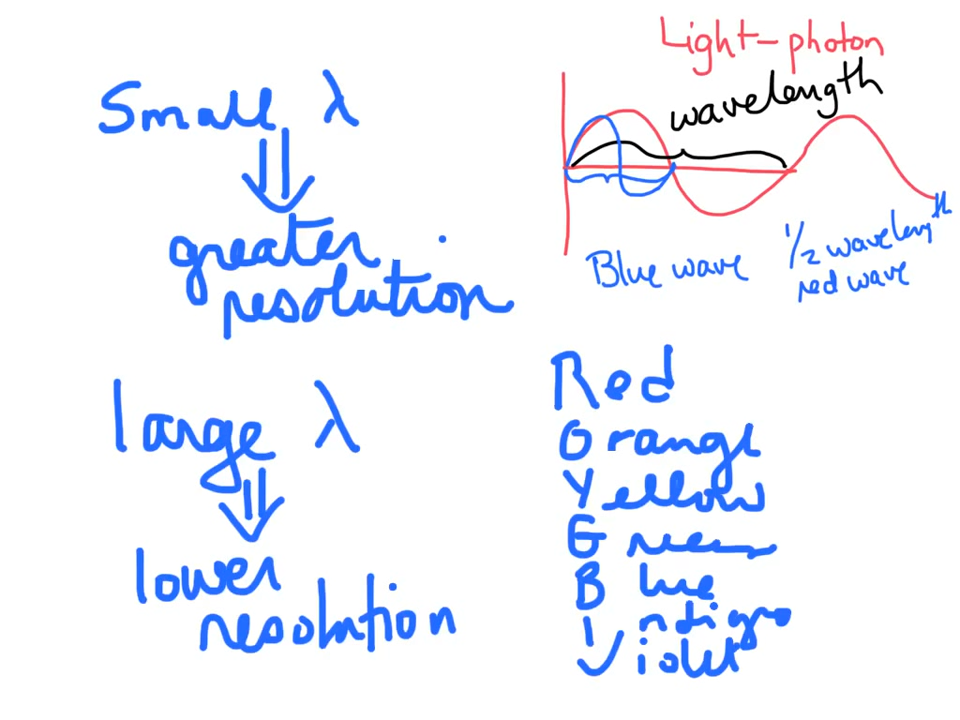 Small λ
greater
resolution
large λ
lower
resolution
Light-photon
wavelength
Blue wave
1/2 wavelength
red wave
Red
Orange
Yellow
Green
Blue
Indigo
Violet